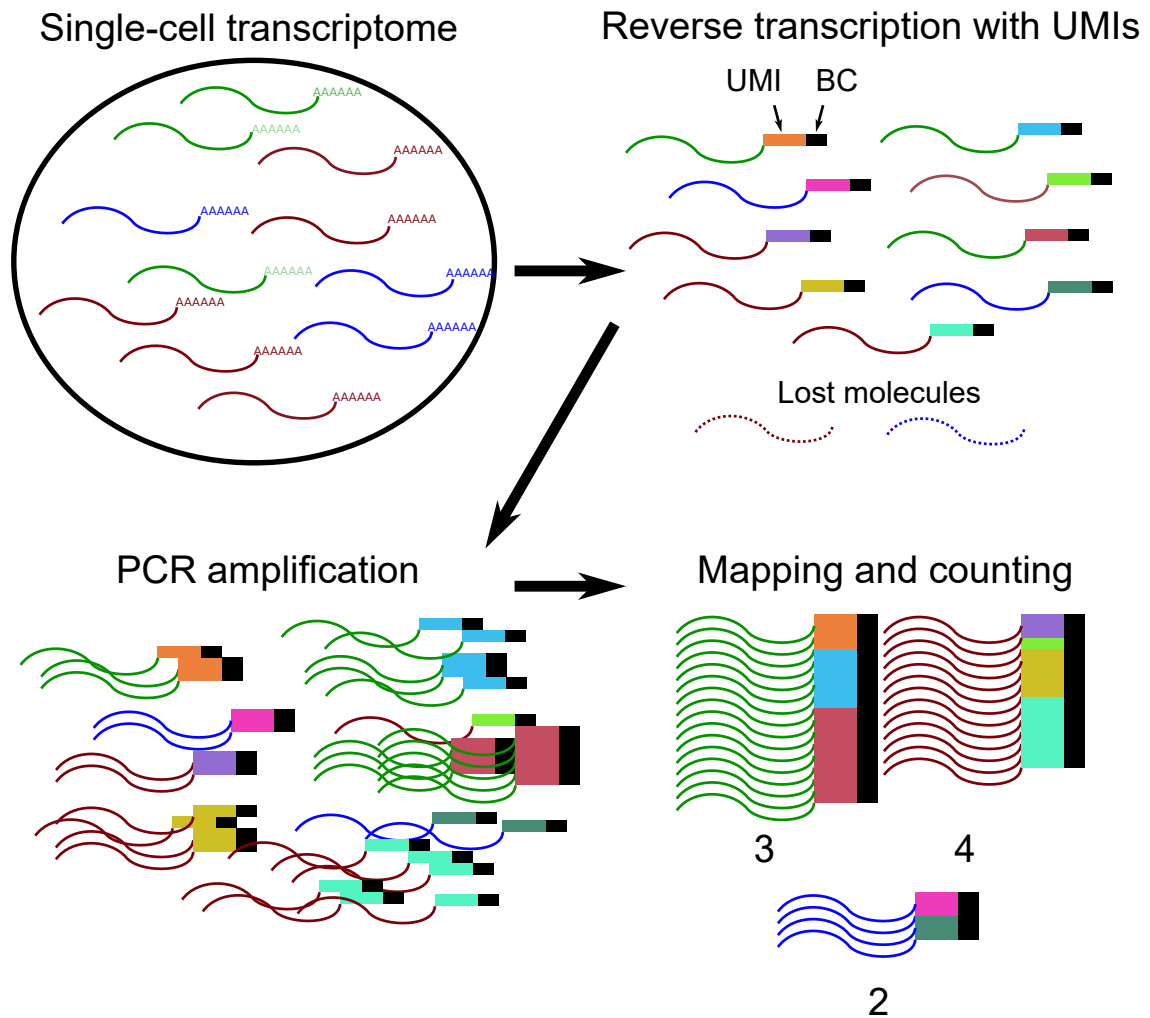 Single-cell transcriptome
Reverse transcription with UMIs
AAAAAA
AAAAAA
AAAAAA
AAAAAA
AAAAAA
AAAAAA
AAAAAA
AAAAAA
AAAAAA
AAAAAA
AAAAAA
UMI BC
Lost molecules
PCR amplification
Mapping and counting
3
4
2